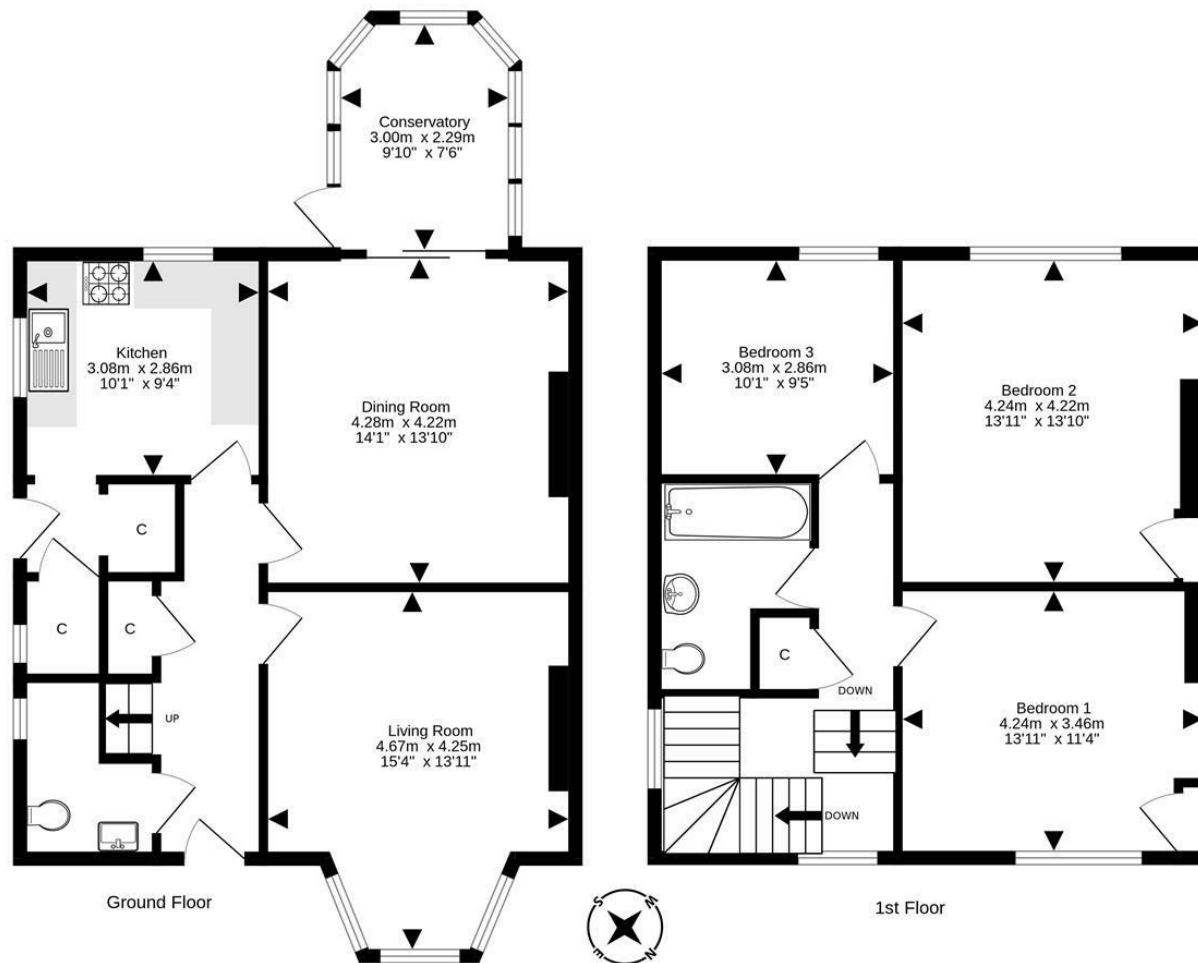 Conservatory
3.00m x 2.29m
9'10" x 7'6"
Kitchen
3.08m x 2.86m
10'1" x 9'4"
Dining Room
4.28m x 4.22m
14'1" x 13'10"
C
C
C
UP
Living Room
4.67m x 4.25m
15'4" x 13'11"
Ground Floor
Bedroom 3
3.08m x 2.86m
10'1" x 9'5"
Bedroom 2
4.24m x 4.22m
13'11" x 13'10"
C
DOWN
Bedroom 1
4.24m x 3.46m
13'11" x 11'4"
DOWN
1st Floor
S
W
E
N